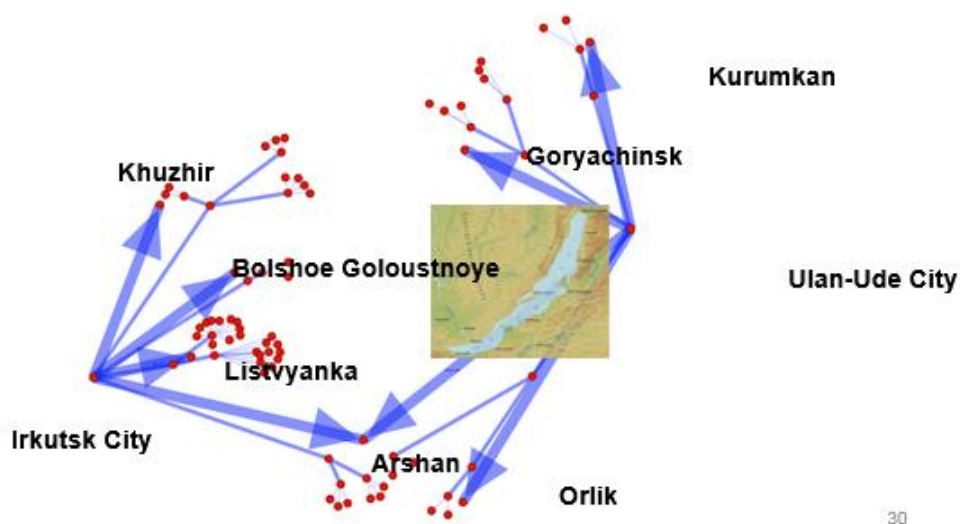 Kurumkan
Goryachinsk
Khuzhir
Bolshoe Goloustnoye
Ulan-Ude City
Listvyanka
Irkutsk City
Arshan
Orlik
30